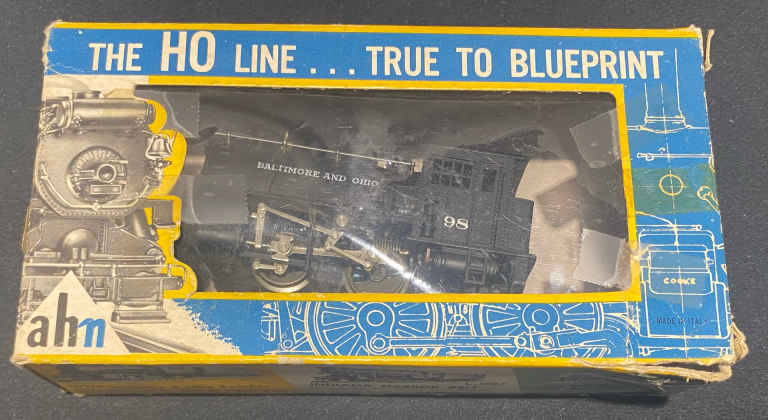 THE HO LINE ... TRUE TO BLUEPRINT
BALTIMORE AND OHIO
98
COOKE
ahm
MADE IN ITALY